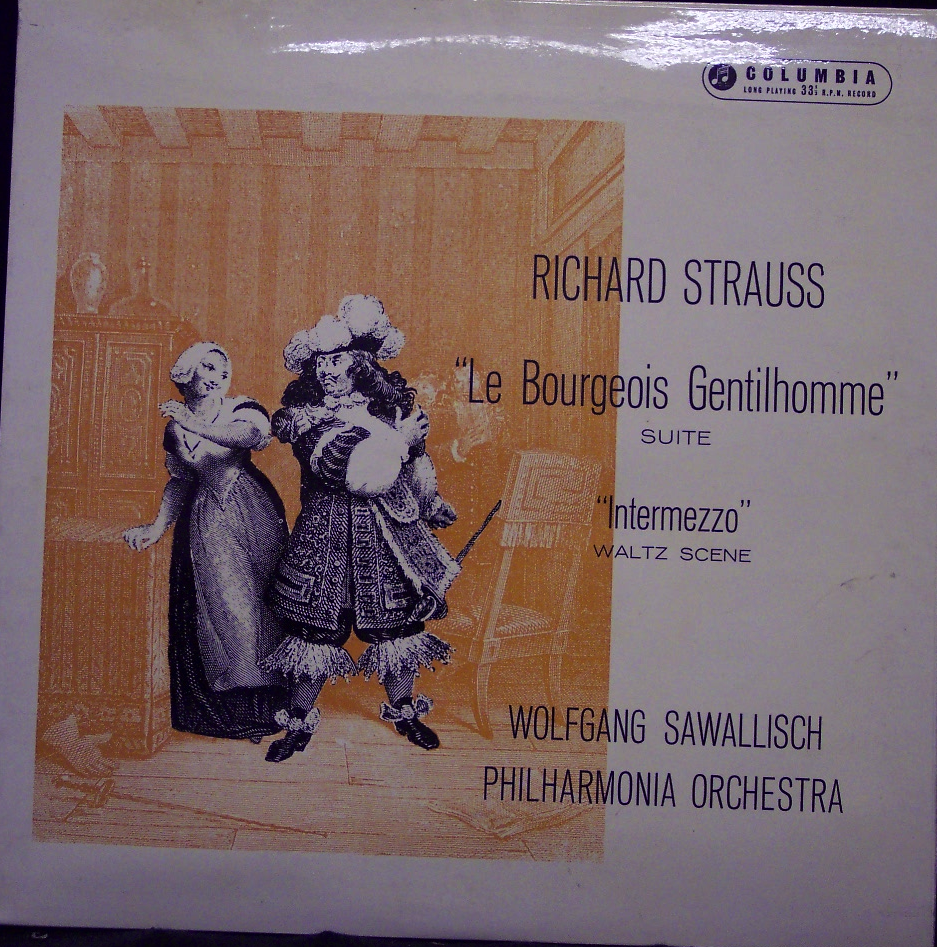 COLUMBIA
LONG PLAYING 33⅓ R.P.M. RECORD
RICHARD STRAUSS
“Le Bourgeois Gentilhomme”
SUITE
“Intermezzo”
WALTZ SCENE
WOLFGANG SAWALLISCH
PHILHARMONIA ORCHESTRA